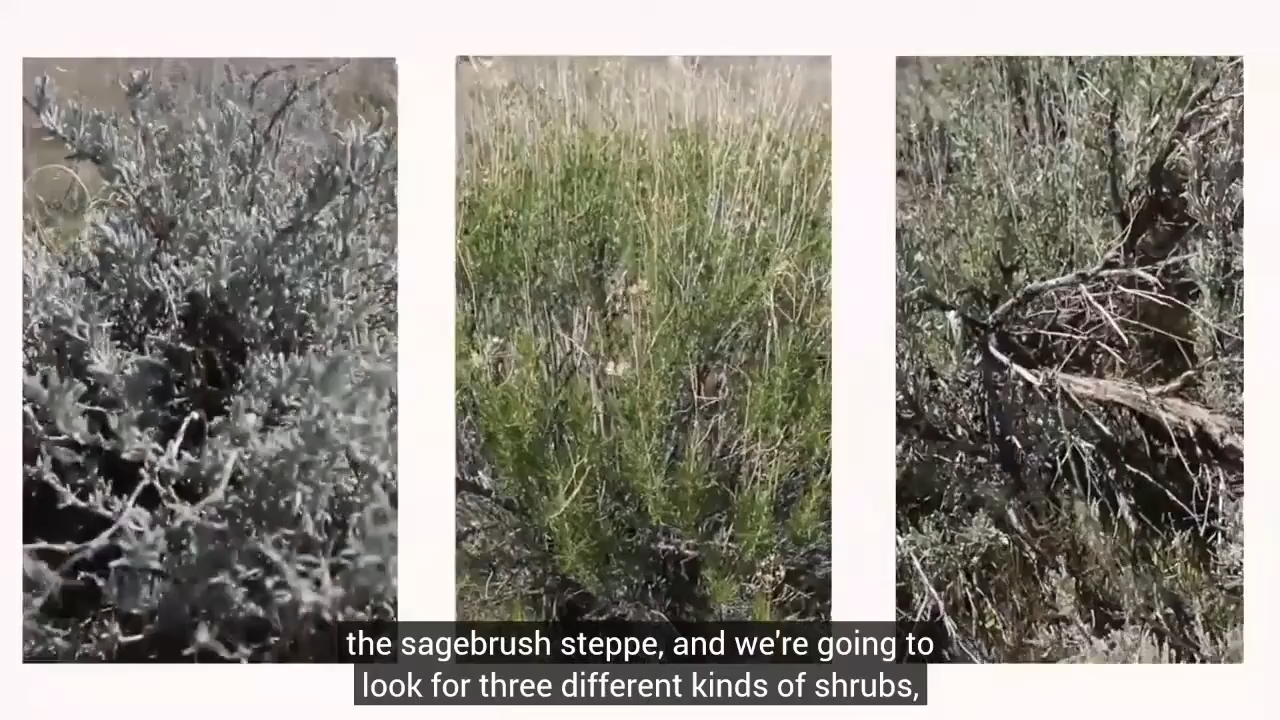 the sagebrush steppe, and we're going to
look for three different kinds of shrubs,